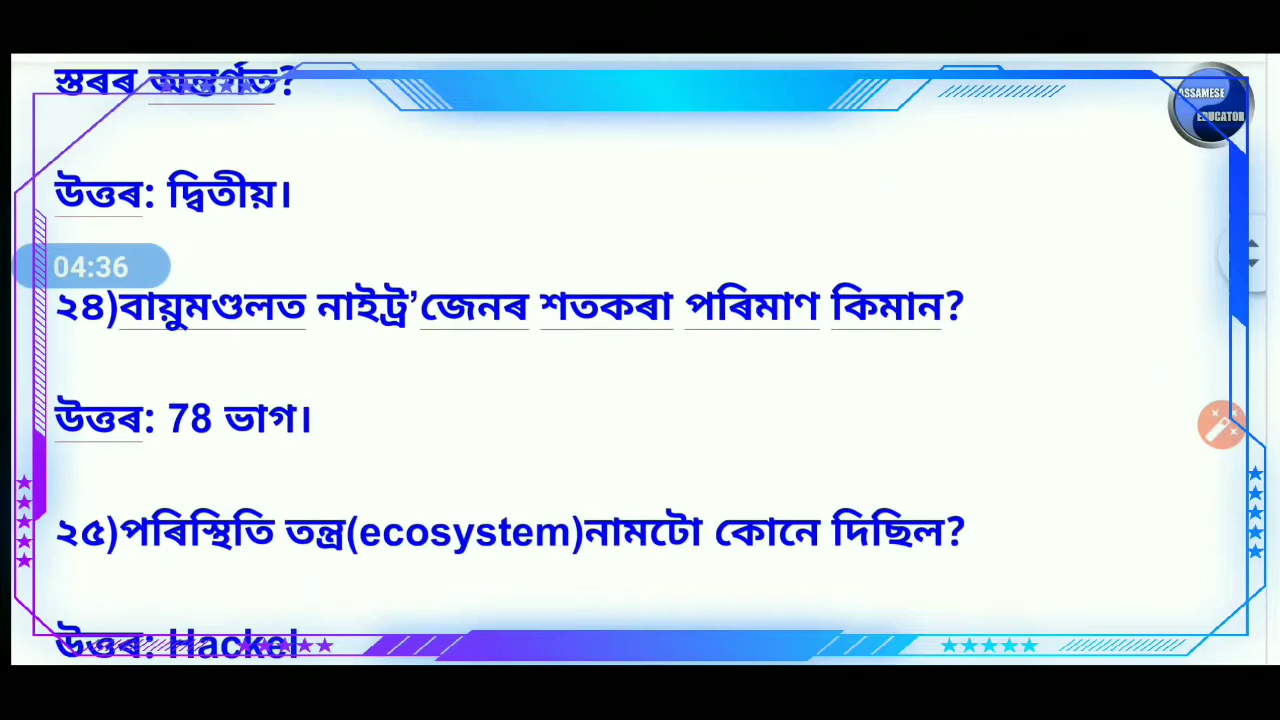 স্তৰৰ অন্তৰ্গত?
ASSAMESE
EDUCATOR
উত্তৰ: দ্বিতীয়।
04:36
২৪)বায়ুমণ্ডলত নাইট্ৰ’জেনৰ শতকৰা পৰিমাণ কিমান?
উত্তৰ: 78 ভাগ।
২৫)পৰিস্থিতি তন্ত্ৰ(ecosystem)নামটো কোনে দিছিল?
উত্তৰ: Hackel